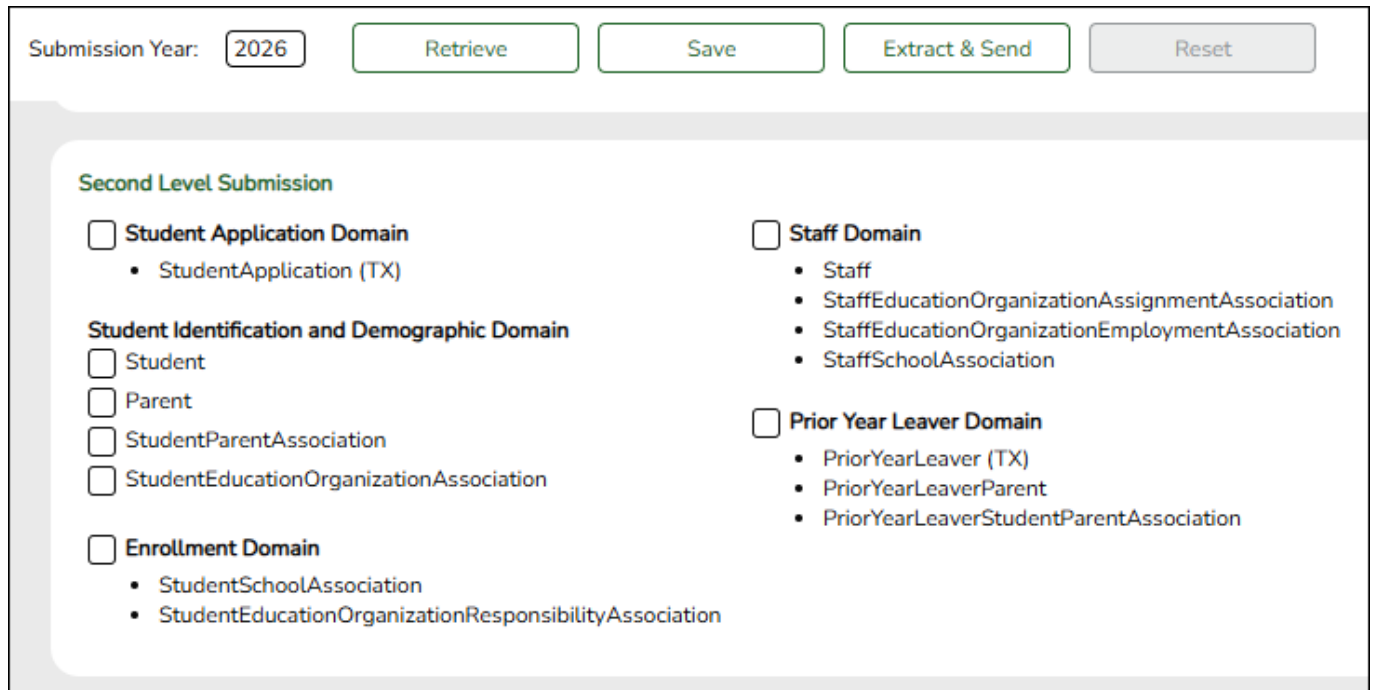 Submission Year: 2026 Retrieve Save Extract & Send Reset
Second Level Submission
Student Application Domain
• StudentApplication (TX)
Student Identification and Demographic Domain
Student
Parent
StudentParentAssociation
StudentEducationOrganizationAssociation
Enrollment Domain
• StudentSchoolAssociation
• StudentEducationOrganizationResponsibilityAssociation
Staff Domain
• Staff
• StaffEducationOrganizationAssignmentAssociation
• StaffEducationOrganizationEmploymentAssociation
• StaffSchoolAssociation
Prior Year Leaver Domain
• PriorYearLeaver (TX)
• PriorYearLeaverParent
• PriorYearLeaverStudentParentAssociation